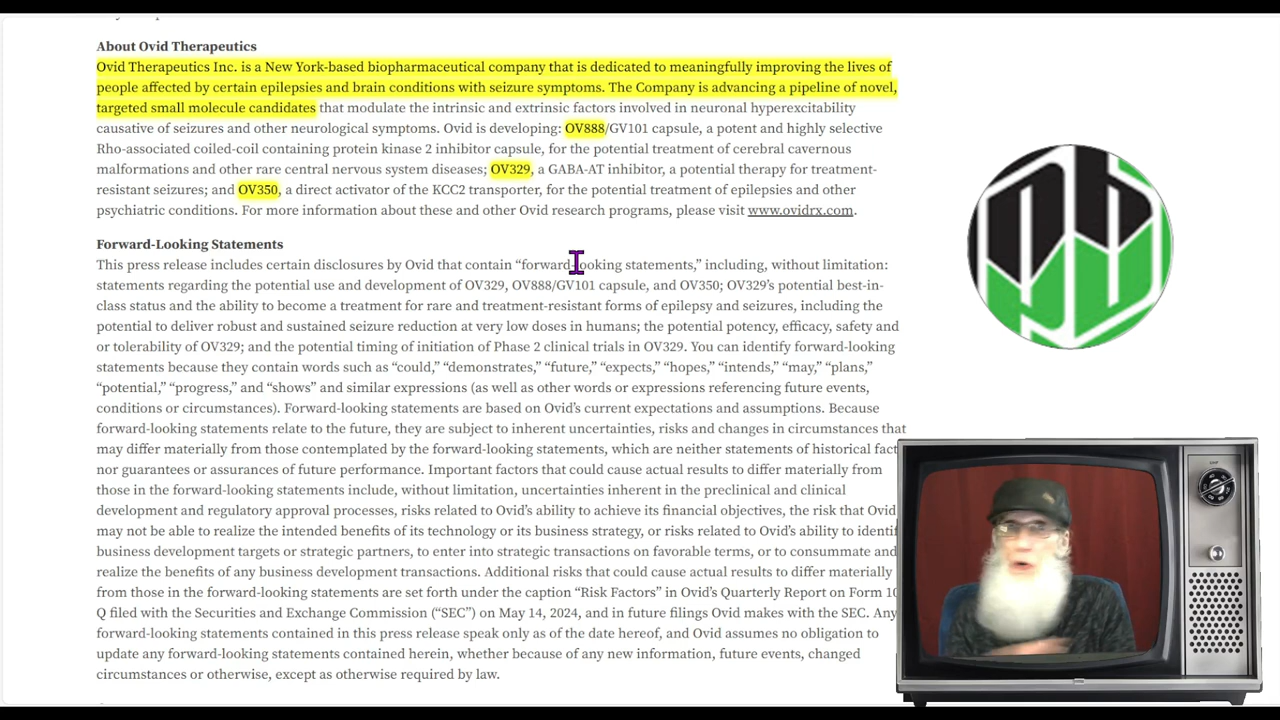 About Ovid Therapeutics
Ovid Therapeutics Inc. is a New York-based biopharmaceutical company that is dedicated to meaningfully improving the lives of
people affected by certain epilepsies and brain conditions with seizure symptoms. The Company is advancing a pipeline of novel,
targeted small molecule candidates that modulate the intrinsic and extrinsic factors involved in neuronal hyperexcitability
causative of seizures and other neurological symptoms. Ovid is developing: OV888/GV101 capsule, a potent and highly selective
Rho-associated coiled-coil containing protein kinase 2 inhibitor capsule, for the potential treatment of cerebral cavernous
malformations and other rare central nervous system diseases; OV329, a GABA-AT inhibitor, a potential therapy for treatment-
resistant seizures; and OV350, a direct activator of the KCC2 transporter, for the potential treatment of epilepsies and other
psychiatric conditions. For more information about these and other Ovid research programs, please visit www.ovidrx.com.
Forward-Looking Statements
This press release includes certain disclosures by Ovid that contain “forward-looking statements,” including, without limitation:
statements regarding the potential use and development of OV329, OV888/GV101 capsule, and OV350; OV329’s potential best-in-
class status and the ability to become a treatment for rare and treatment-resistant forms of epilepsy and seizures, including the
potential to deliver robust and sustained seizure reduction at very low doses in humans; the potential potency, efficacy, safety and
or tolerability of OV329; and the potential timing of initiation of Phase 2 clinical trials in OV329. You can identify forward-looking
statements because they contain words such as “could,” “demonstrates,” “future,” “expects,” “hopes,” “intends,” “may,” “plans,”
“potential,” “progress,” and “shows” and similar expressions (as well as other words or expressions referencing future events,
conditions or circumstances). Forward-looking statements are based on Ovid’s current expectations and assumptions. Because
forward-looking statements relate to the future, they are subject to inherent uncertainties, risks and changes in circumstances that
may differ materially from those contemplated by the forward-looking statements, which are neither statements of historical fact
nor guarantees or assurances of future performance. Important factors that could cause actual results to differ materially from
those in the forward-looking statements include, without limitation, uncertainties inherent in the preclinical and clinical
development and regulatory approval processes, risks related to Ovid’s ability to achieve its financial objectives, the risk that Ovid
may not be able to realize the intended benefits of its technology or its business strategy, or risks related to Ovid’s ability to identif
business development targets or strategic partners, to enter into strategic transactions on favorable terms, or to consummate and
realize the benefits of any business development transactions. Additional risks that could cause actual results to differ materially
from those in the forward-looking statements are set forth under the caption “Risk Factors” in Ovid’s Quarterly Report on Form 10
Q filed with the Securities and Exchange Commission (“SEC”) on May 14, 2024, and in future filings Ovid makes with the SEC. Any
forward-looking statements contained in this press release speak only as of the date hereof, and Ovid assumes no obligation to
update any forward-looking statements contained herein, whether because of any new information, future events, changed
circumstances or otherwise, except as otherwise required by law.